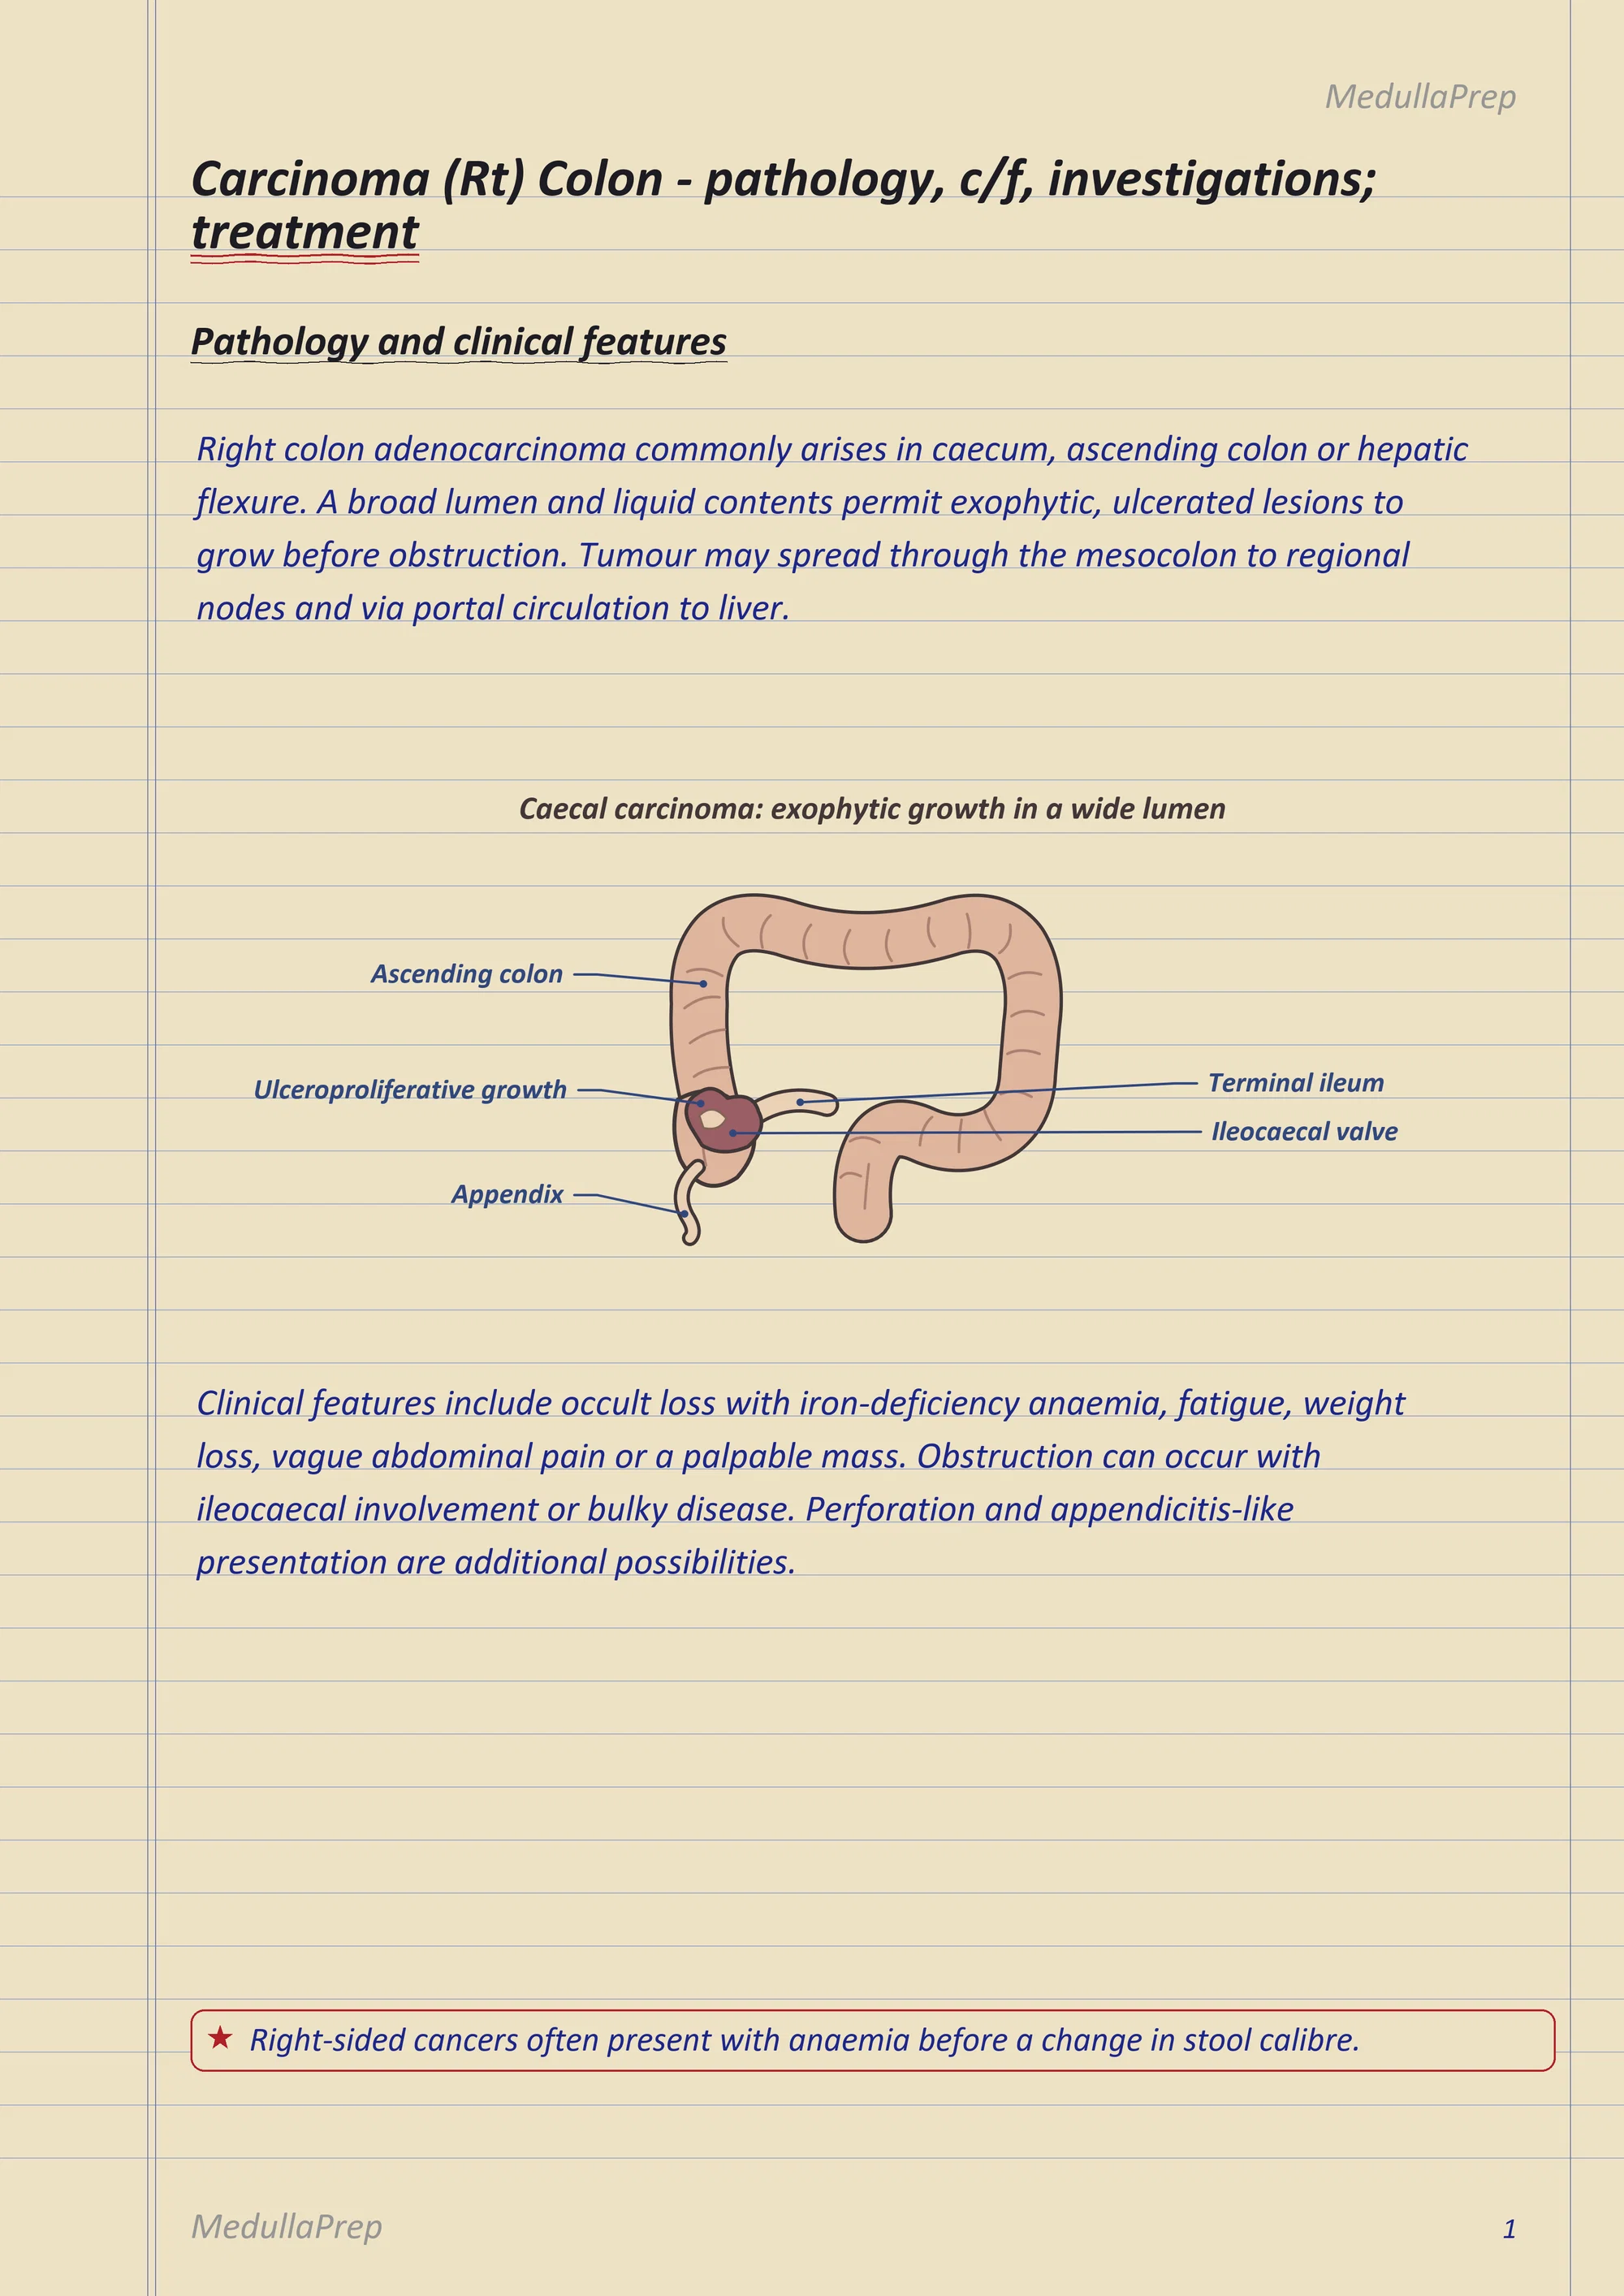 MedullaPrep
Carcinoma (Rt) Colon - pathology, c/f, investigations;
treatment
Pathology and clinical features
Right colon adenocarcinoma commonly arises in caecum, ascending colon or hepatic
flexure. A broad lumen and liquid contents permit exophytic, ulcerated lesions to
grow before obstruction. Tumour may spread through the mesocolon to regional
nodes and via portal circulation to liver.
Caecal carcinoma: exophytic growth in a wide lumen
Ascending colon
Ulceroproliferative growth
Terminal ileum
Ileocaecal valve
Appendix
Clinical features include occult loss with iron-deficiency anaemia, fatigue, weight
loss, vague abdominal pain or a palpable mass. Obstruction can occur with
ileocaecal involvement or bulky disease. Perforation and appendicitis-like
presentation are additional possibilities.
★ Right-sided cancers often present with anaemia before a change in stool calibre.
MedullaPrep
1